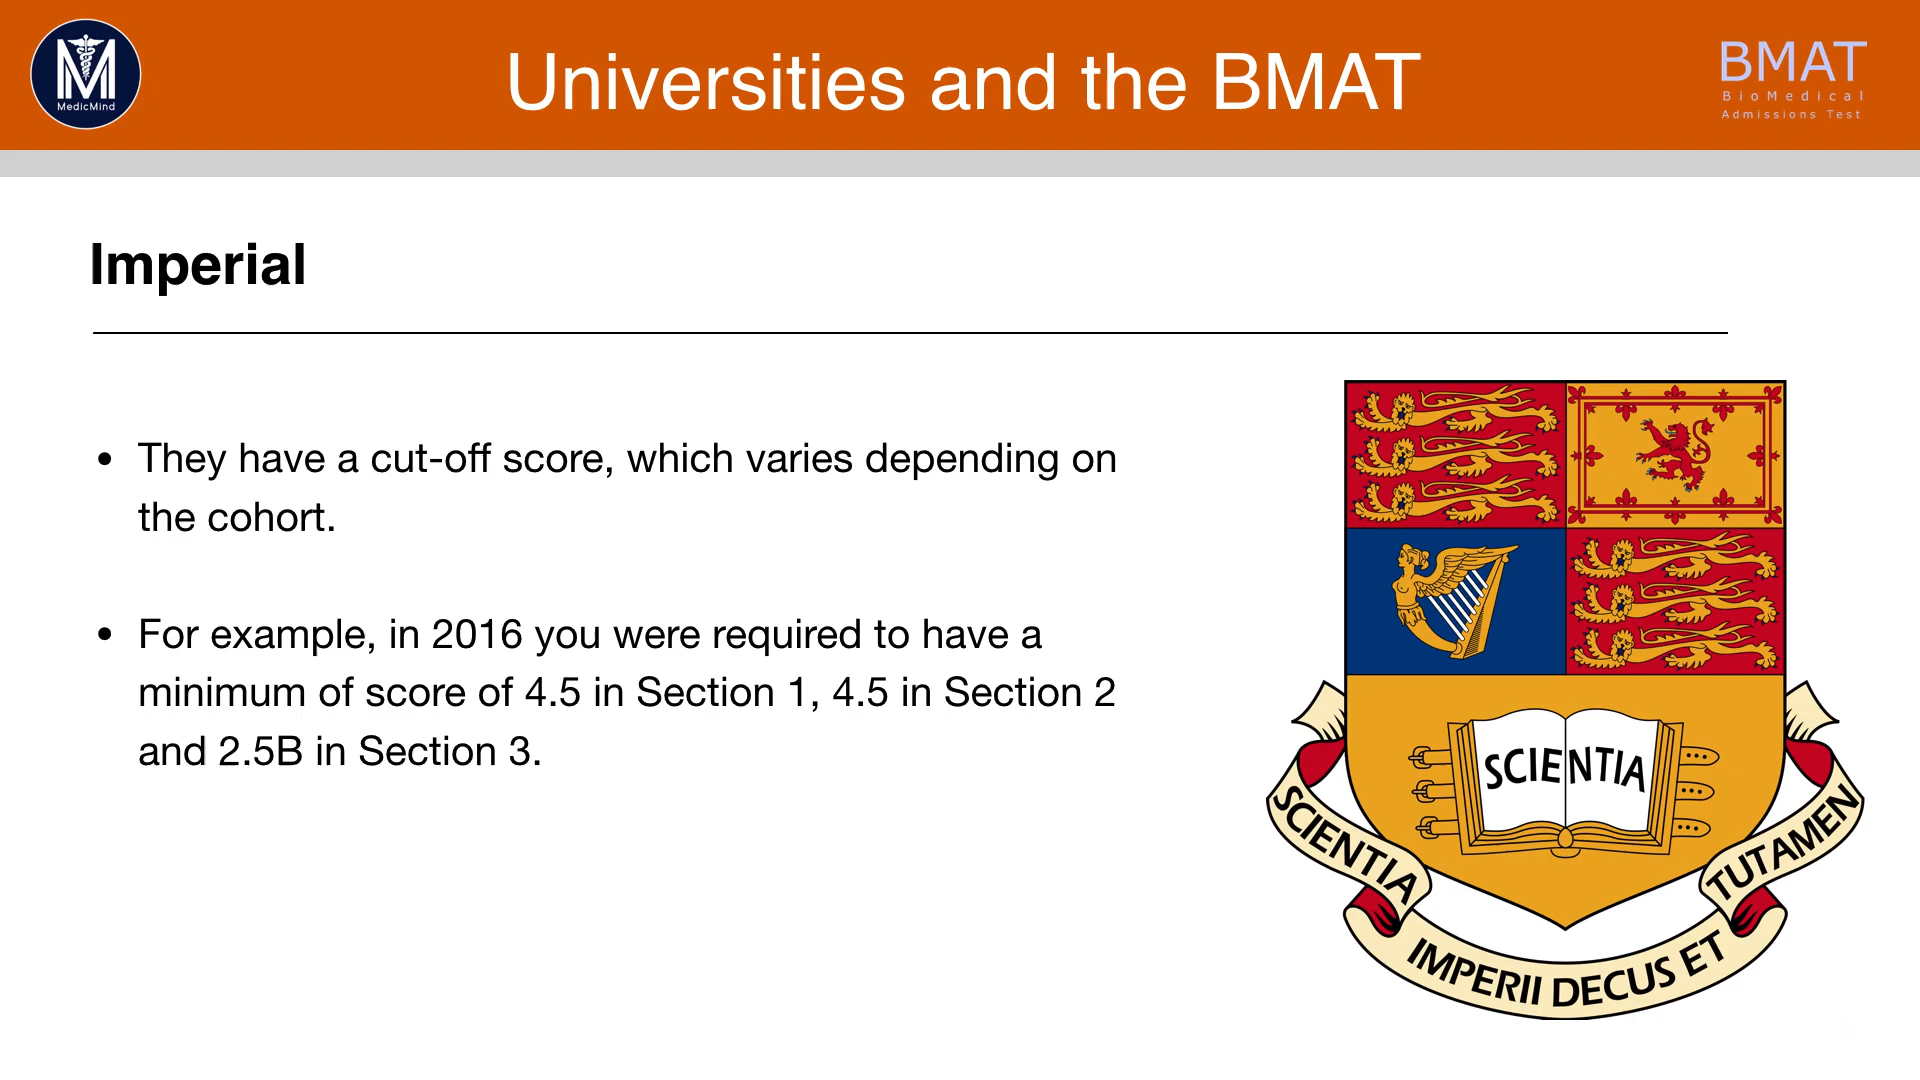 MedicMind
Universities and the BMAT
BMAT
BioMedical
Admissions Test
Imperial
• They have a cut-off score, which varies depending on
the cohort.
• For example, in 2016 you were required to have a
minimum of score of 4.5 in Section 1, 4.5 in Section 2
and 2.5B in Section 3.
SCIENTIA
SCIENTIA
IMPERII DECUS ET
TUTAMEN